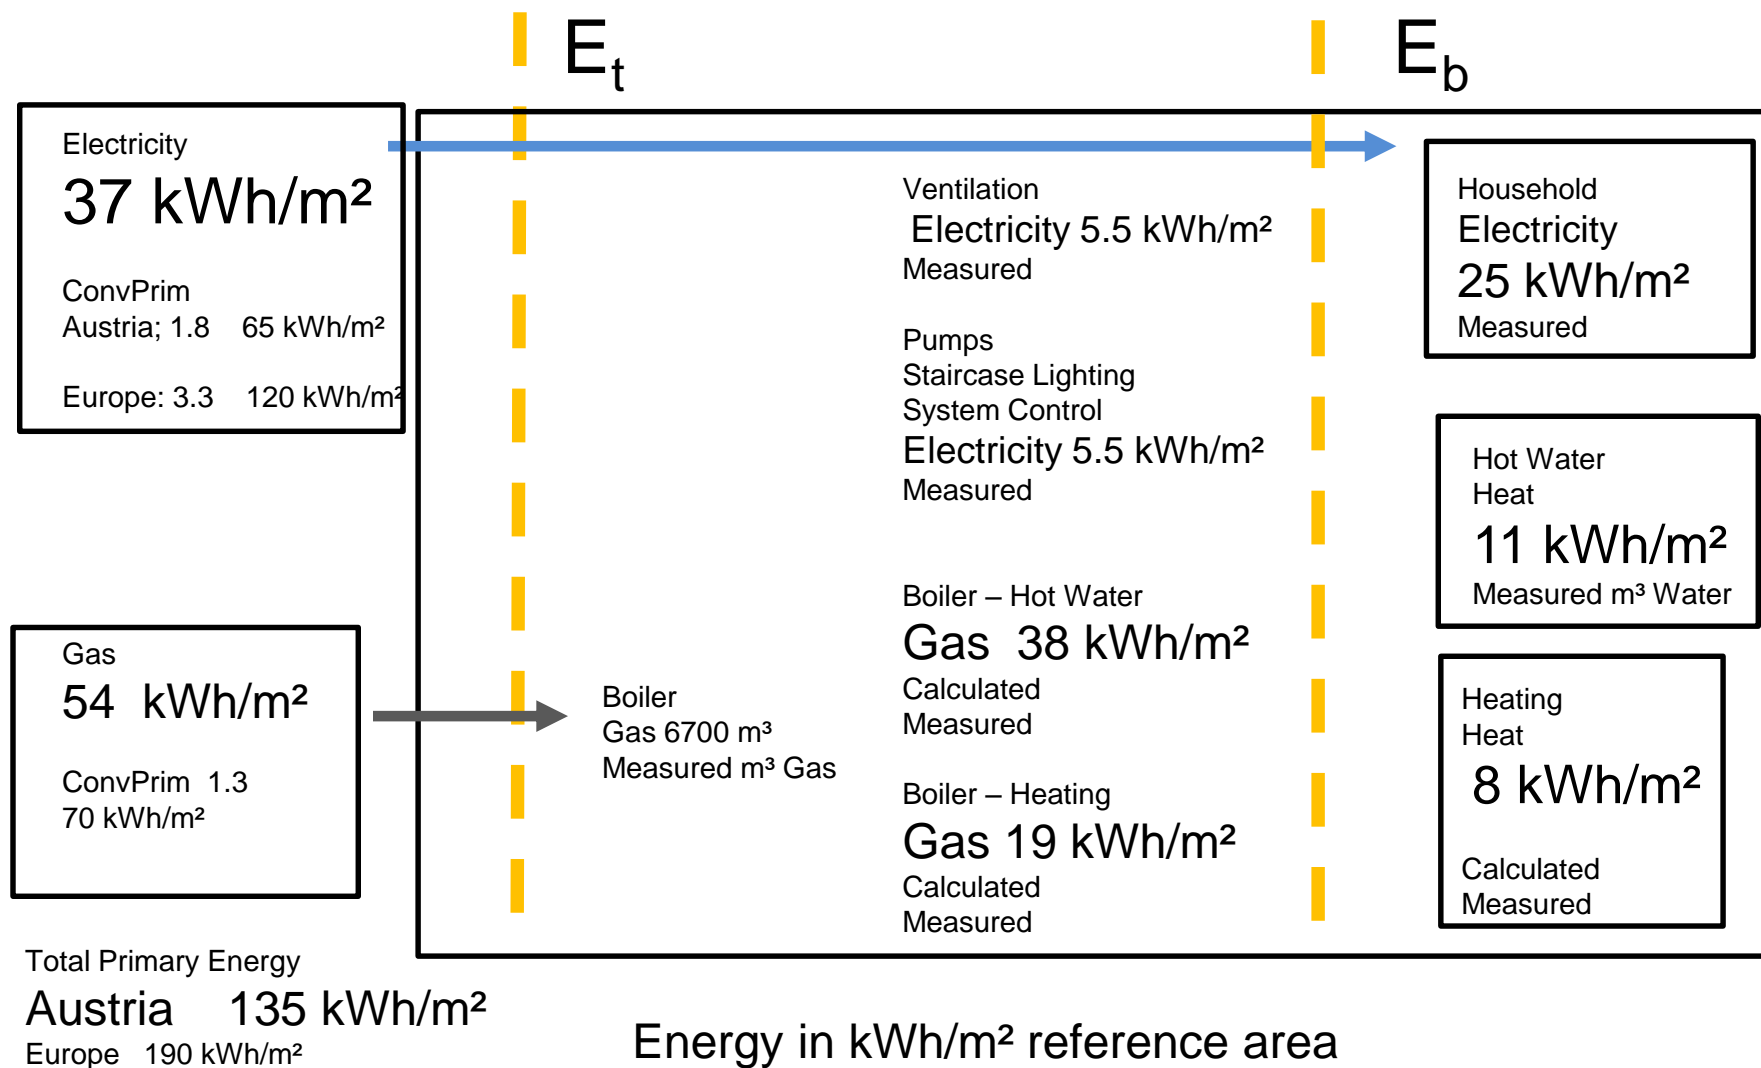 E_t
E_b
Electricity
37 kWh/m²
ConvPrim
Austria; 1.8 65 kWh/m²
Europe: 3.3 120 kWh/m²
Gas
54 kWh/m²
ConvPrim 1.3
70 kWh/m²
Total Primary Energy
Austria 135 kWh/m²
Europe 190 kWh/m²
Boiler
Gas 6700 m³
Measured m³ Gas
Ventilation
Electricity 5.5 kWh/m²
Measured
Pumps
Staircase Lighting
System Control
Electricity 5.5 kWh/m²
Measured
Boiler – Hot Water
Gas 38 kWh/m²
Calculated
Measured
Boiler – Heating
Gas 19 kWh/m²
Calculated
Measured
Household
Electricity
25 kWh/m²
Measured
Hot Water
Heat
11 kWh/m²
Measured m³ Water
Heating
Heat
8 kWh/m²
Calculated
Measured
Energy in kWh/m² reference area